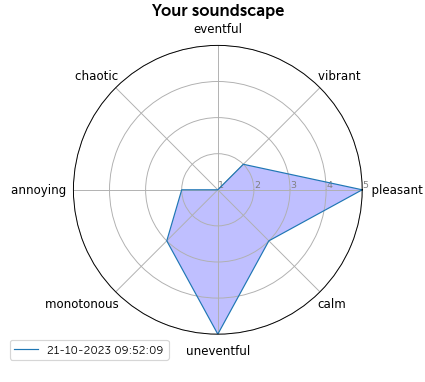 Your soundscape
eventful
chaotic
vibrant
annoying
1
2
3
4
5
pleasant
monotonous
calm
uneventful
21-10-2023 09:52:09